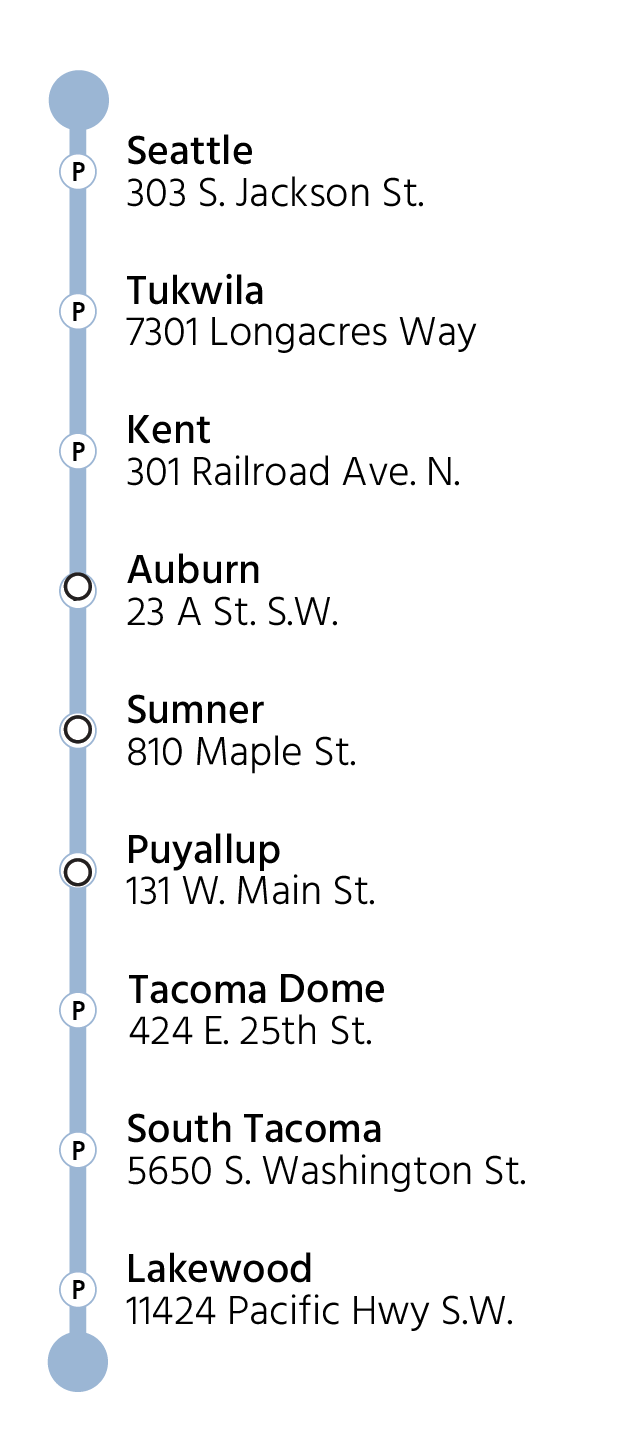 P
Seattle
303 S. Jackson St.
P
Tukwila
7301 Longacres Way
P
Kent
301 Railroad Ave. N.
Auburn
23 A St. S.W.
Sumner
810 Maple St.
Puyallup
131 W. Main St.
P
Tacoma Dome
424 E. 25th St.
P
South Tacoma
5650 S. Washington St.
P
Lakewood
11424 Pacific Hwy S.W.